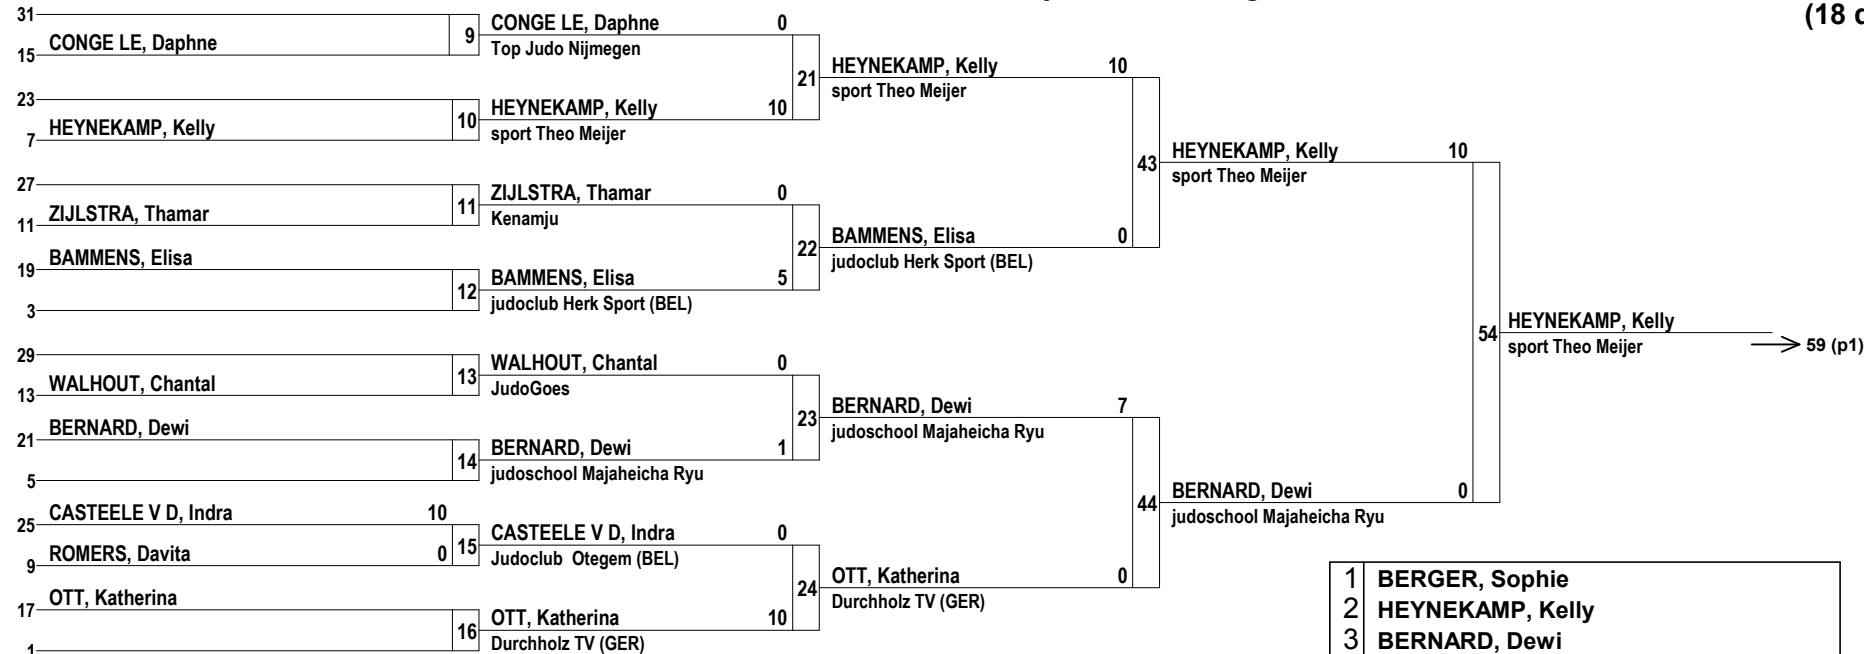 (18 d
31
CONGE LE, Daphne
15
9
CONGE LE, Daphne 0
Top Judo Nijmegen
23
HEYNEKAMP, Kelly
7
10
HEYNEKAMP, Kelly 10
sport Theo Meijer
21
HEYNEKAMP, Kelly 10
sport Theo Meijer
27
ZIJLSTRA, Thamar
11
11
ZIJLSTRA, Thamar 0
Kenamju
BAMMENS, Elisa
19
3
12
BAMMENS, Elisa 5
judoclub Herk Sport (BEL)
22
BAMMENS, Elisa 0
judoclub Herk Sport (BEL)
43
HEYNEKAMP, Kelly 10
sport Theo Meijer
29
WALHOUT, Chantal
13
13
WALHOUT, Chantal 0
JudoGoes
BERNARD, Dewi
21
5
14
BERNARD, Dewi 1
judoschool Majaheicha Ryu
23
BERNARD, Dewi 7
judoschool Majaheicha Ryu
CASTEELE V D, Indra 10
25
ROMERS, Davita 0
9
15
CASTEELE V D, Indra 0
Judoclub Otegem (BEL)
OTT, Katherina
17
1
16
OTT, Katherina 10
Durchholz TV (GER)
24
OTT, Katherina 0
Durchholz TV (GER)
44
BERNARD, Dewi 0
judoschool Majaheicha Ryu
54
HEYNEKAMP, Kelly
sport Theo Meijer
59 (p1)
1 BERGER, Sophie
2 HEYNEKAMP, Kelly
3 BERNARD, Dewi